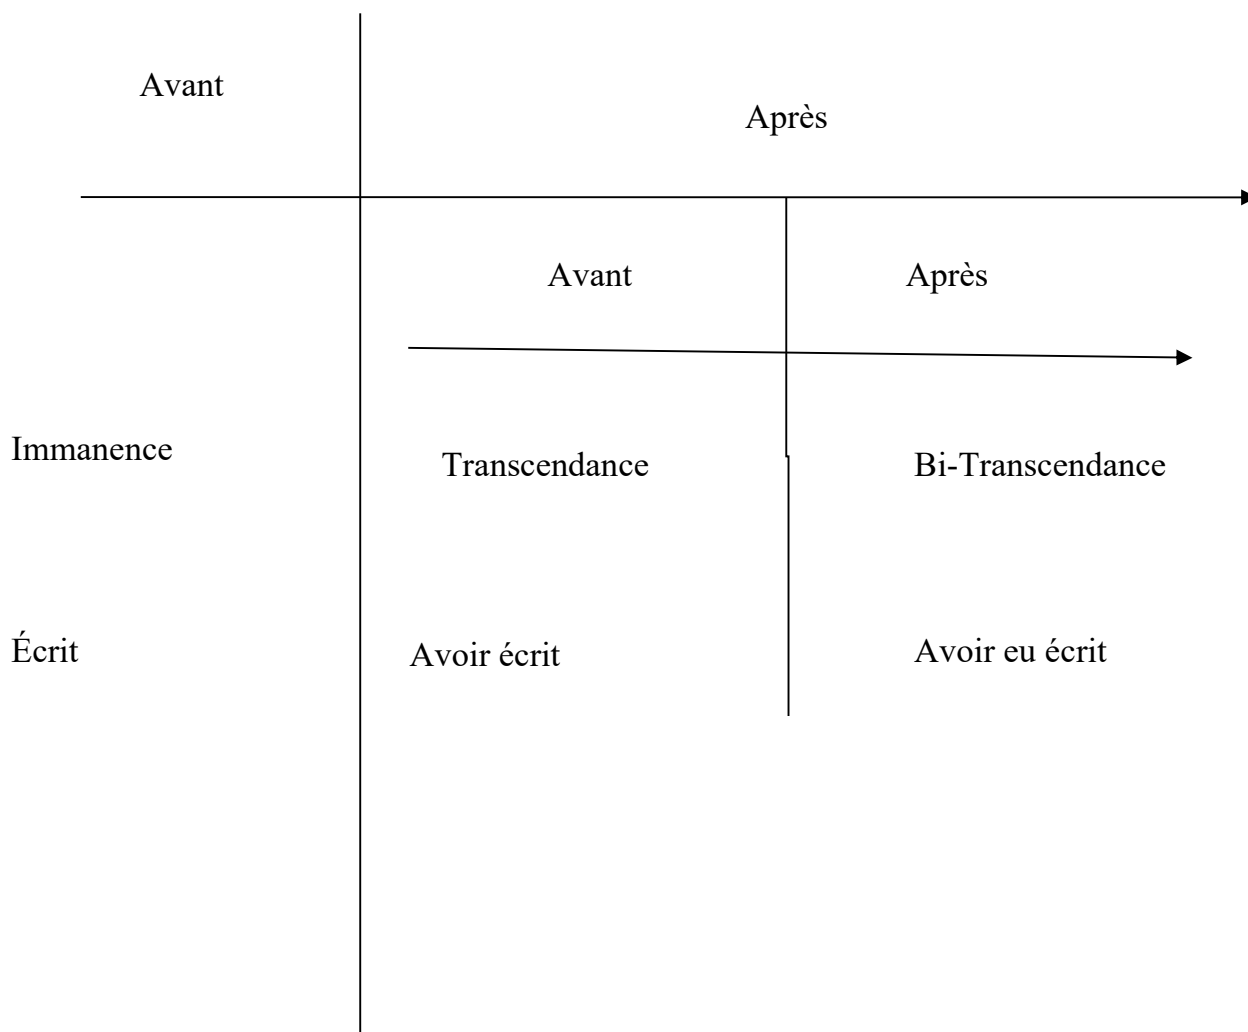 Avant
Après
Avant Après
Immanence Transcendance Bi-Transcendance
Écrit Avoir écrit Avoir eu écrit